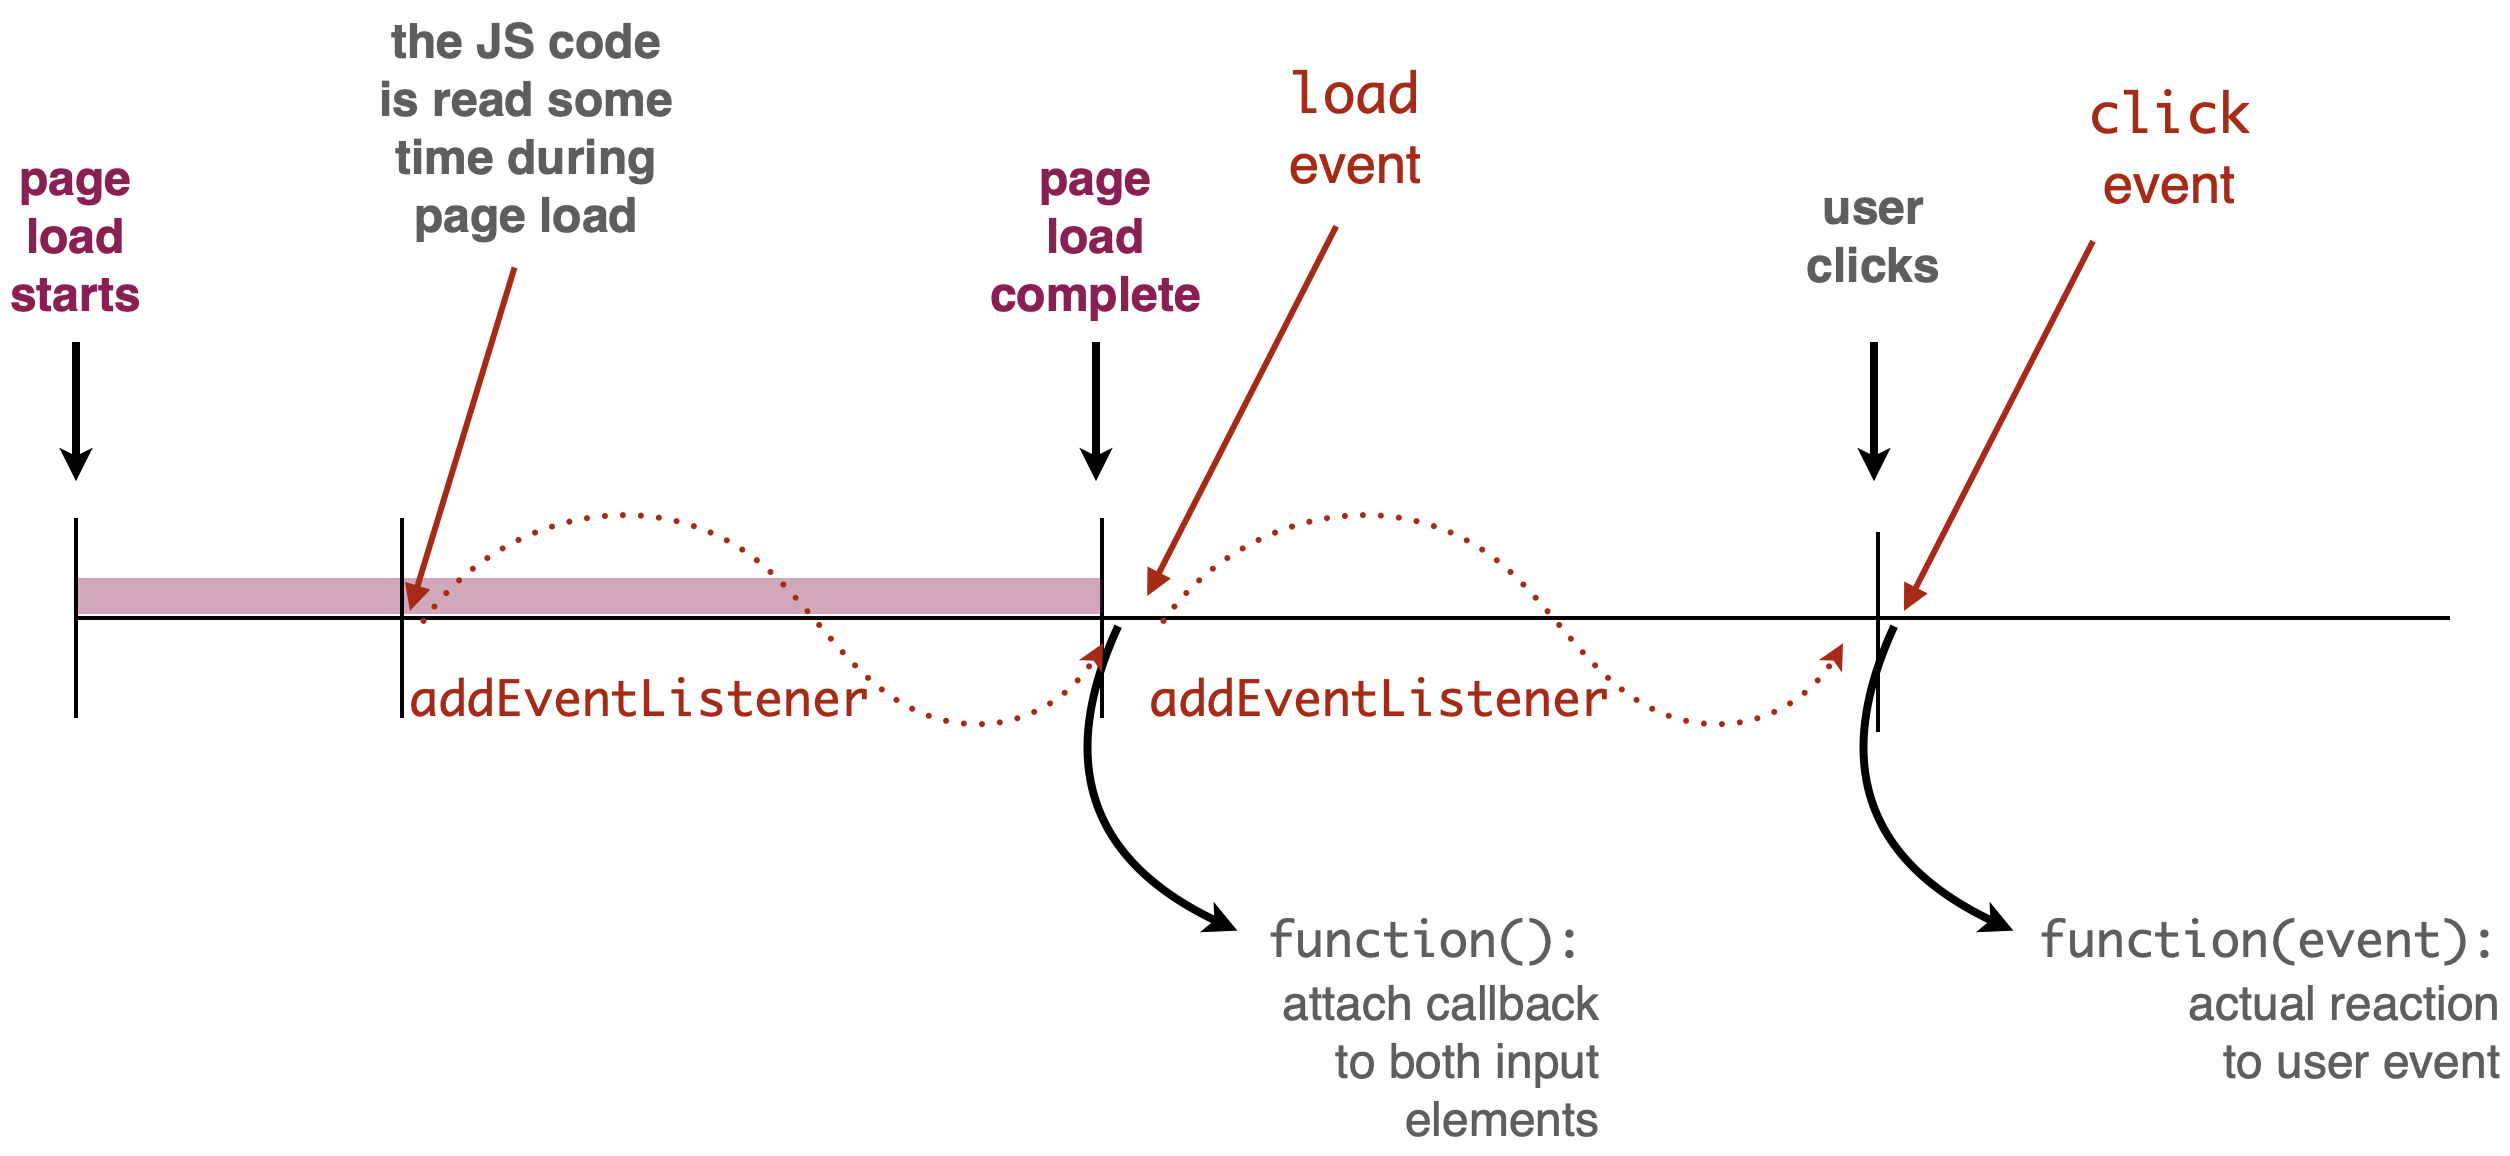 page
load
starts
the JS code
is read some
time during
page load
page
load
complete
load
event
user
clicks
click
event
addEventListener
addEventListener
function():
attach callback
to both input
elements
function(event):
actual reaction
to user event